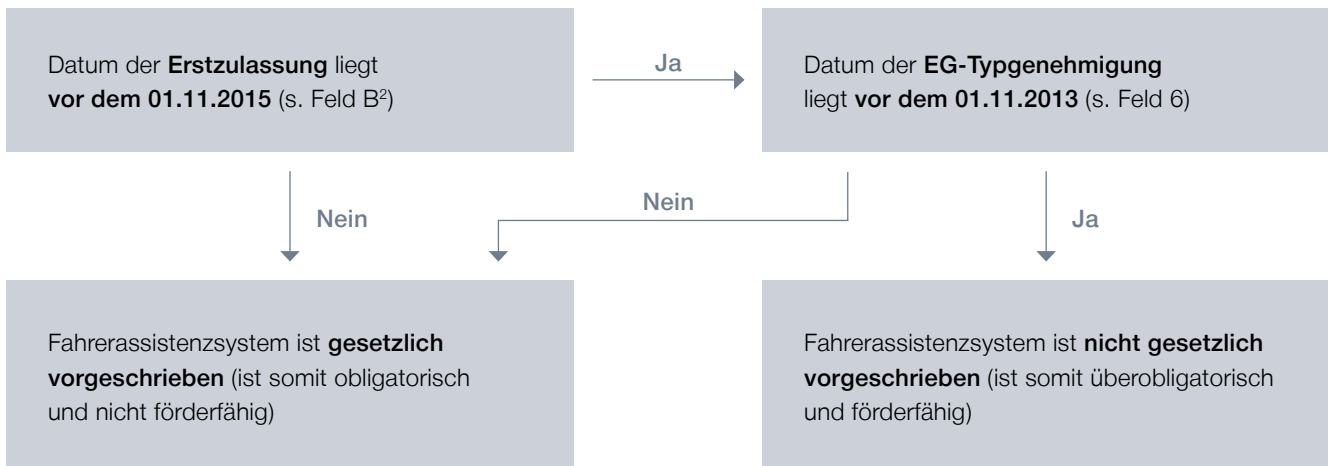 Datum der Erstzulassung liegt
vor dem 01.11.2015 (s. Feld B²)
Ja
Datum der EG-Typgenehmigung
liegt vor dem 01.11.2013 (s. Feld 6)
Nein
Nein
Ja
Fahrerassistenzsystem ist gesetzlich
vorgeschrieben (ist somit obligatorisch
und nicht förderfähig)
Fahrerassistenzsystem ist nicht gesetzlich
vorgeschrieben (ist somit überobligatorisch
und förderfähig)